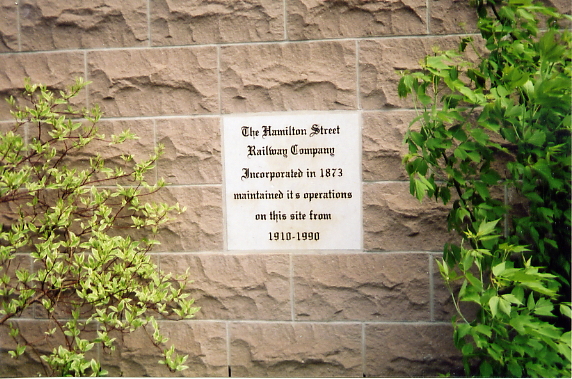 The Hamilton Street
Railway Company
Incorporated in 1873
maintained it s operations
on this site from
1910-1990